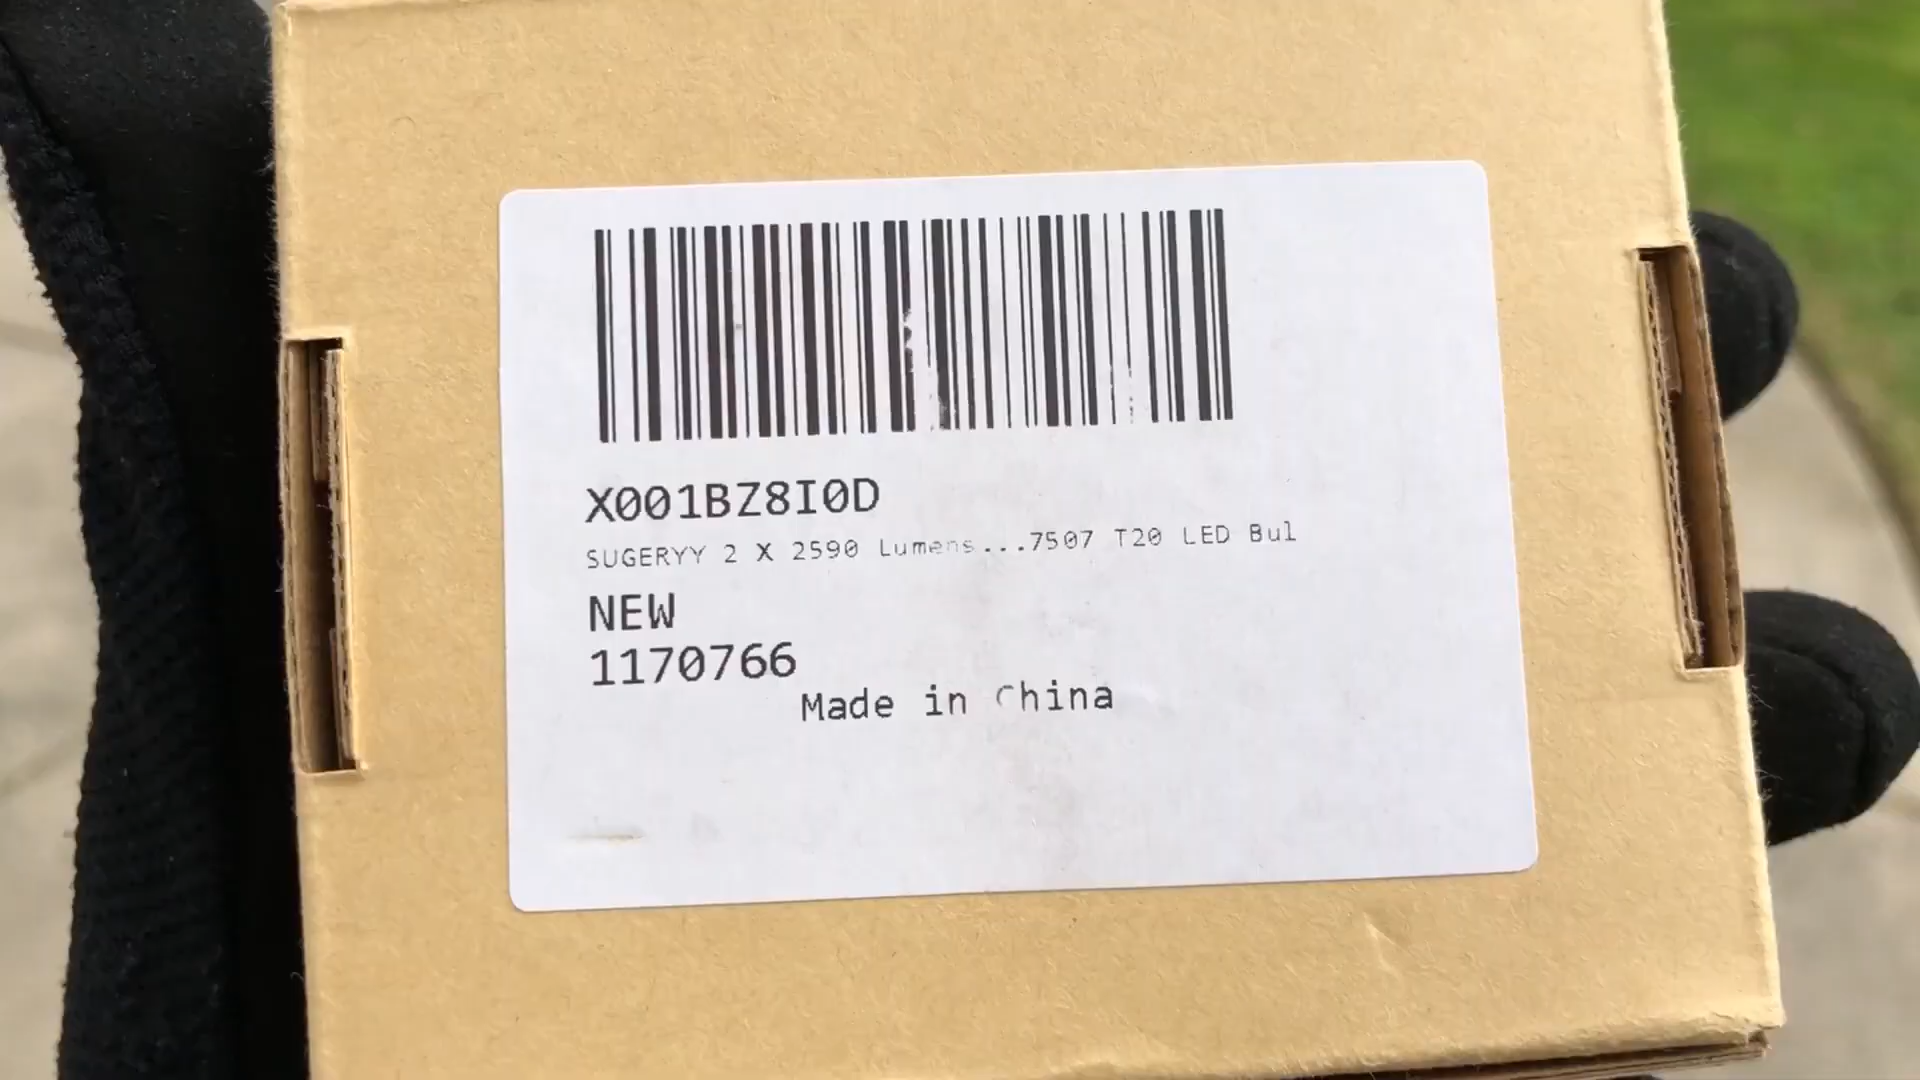 X001BZ8I0D
SUGERYY 2 X 2590 Lumens...7507 T20 LED Bul
NEW
1170766
Made in China